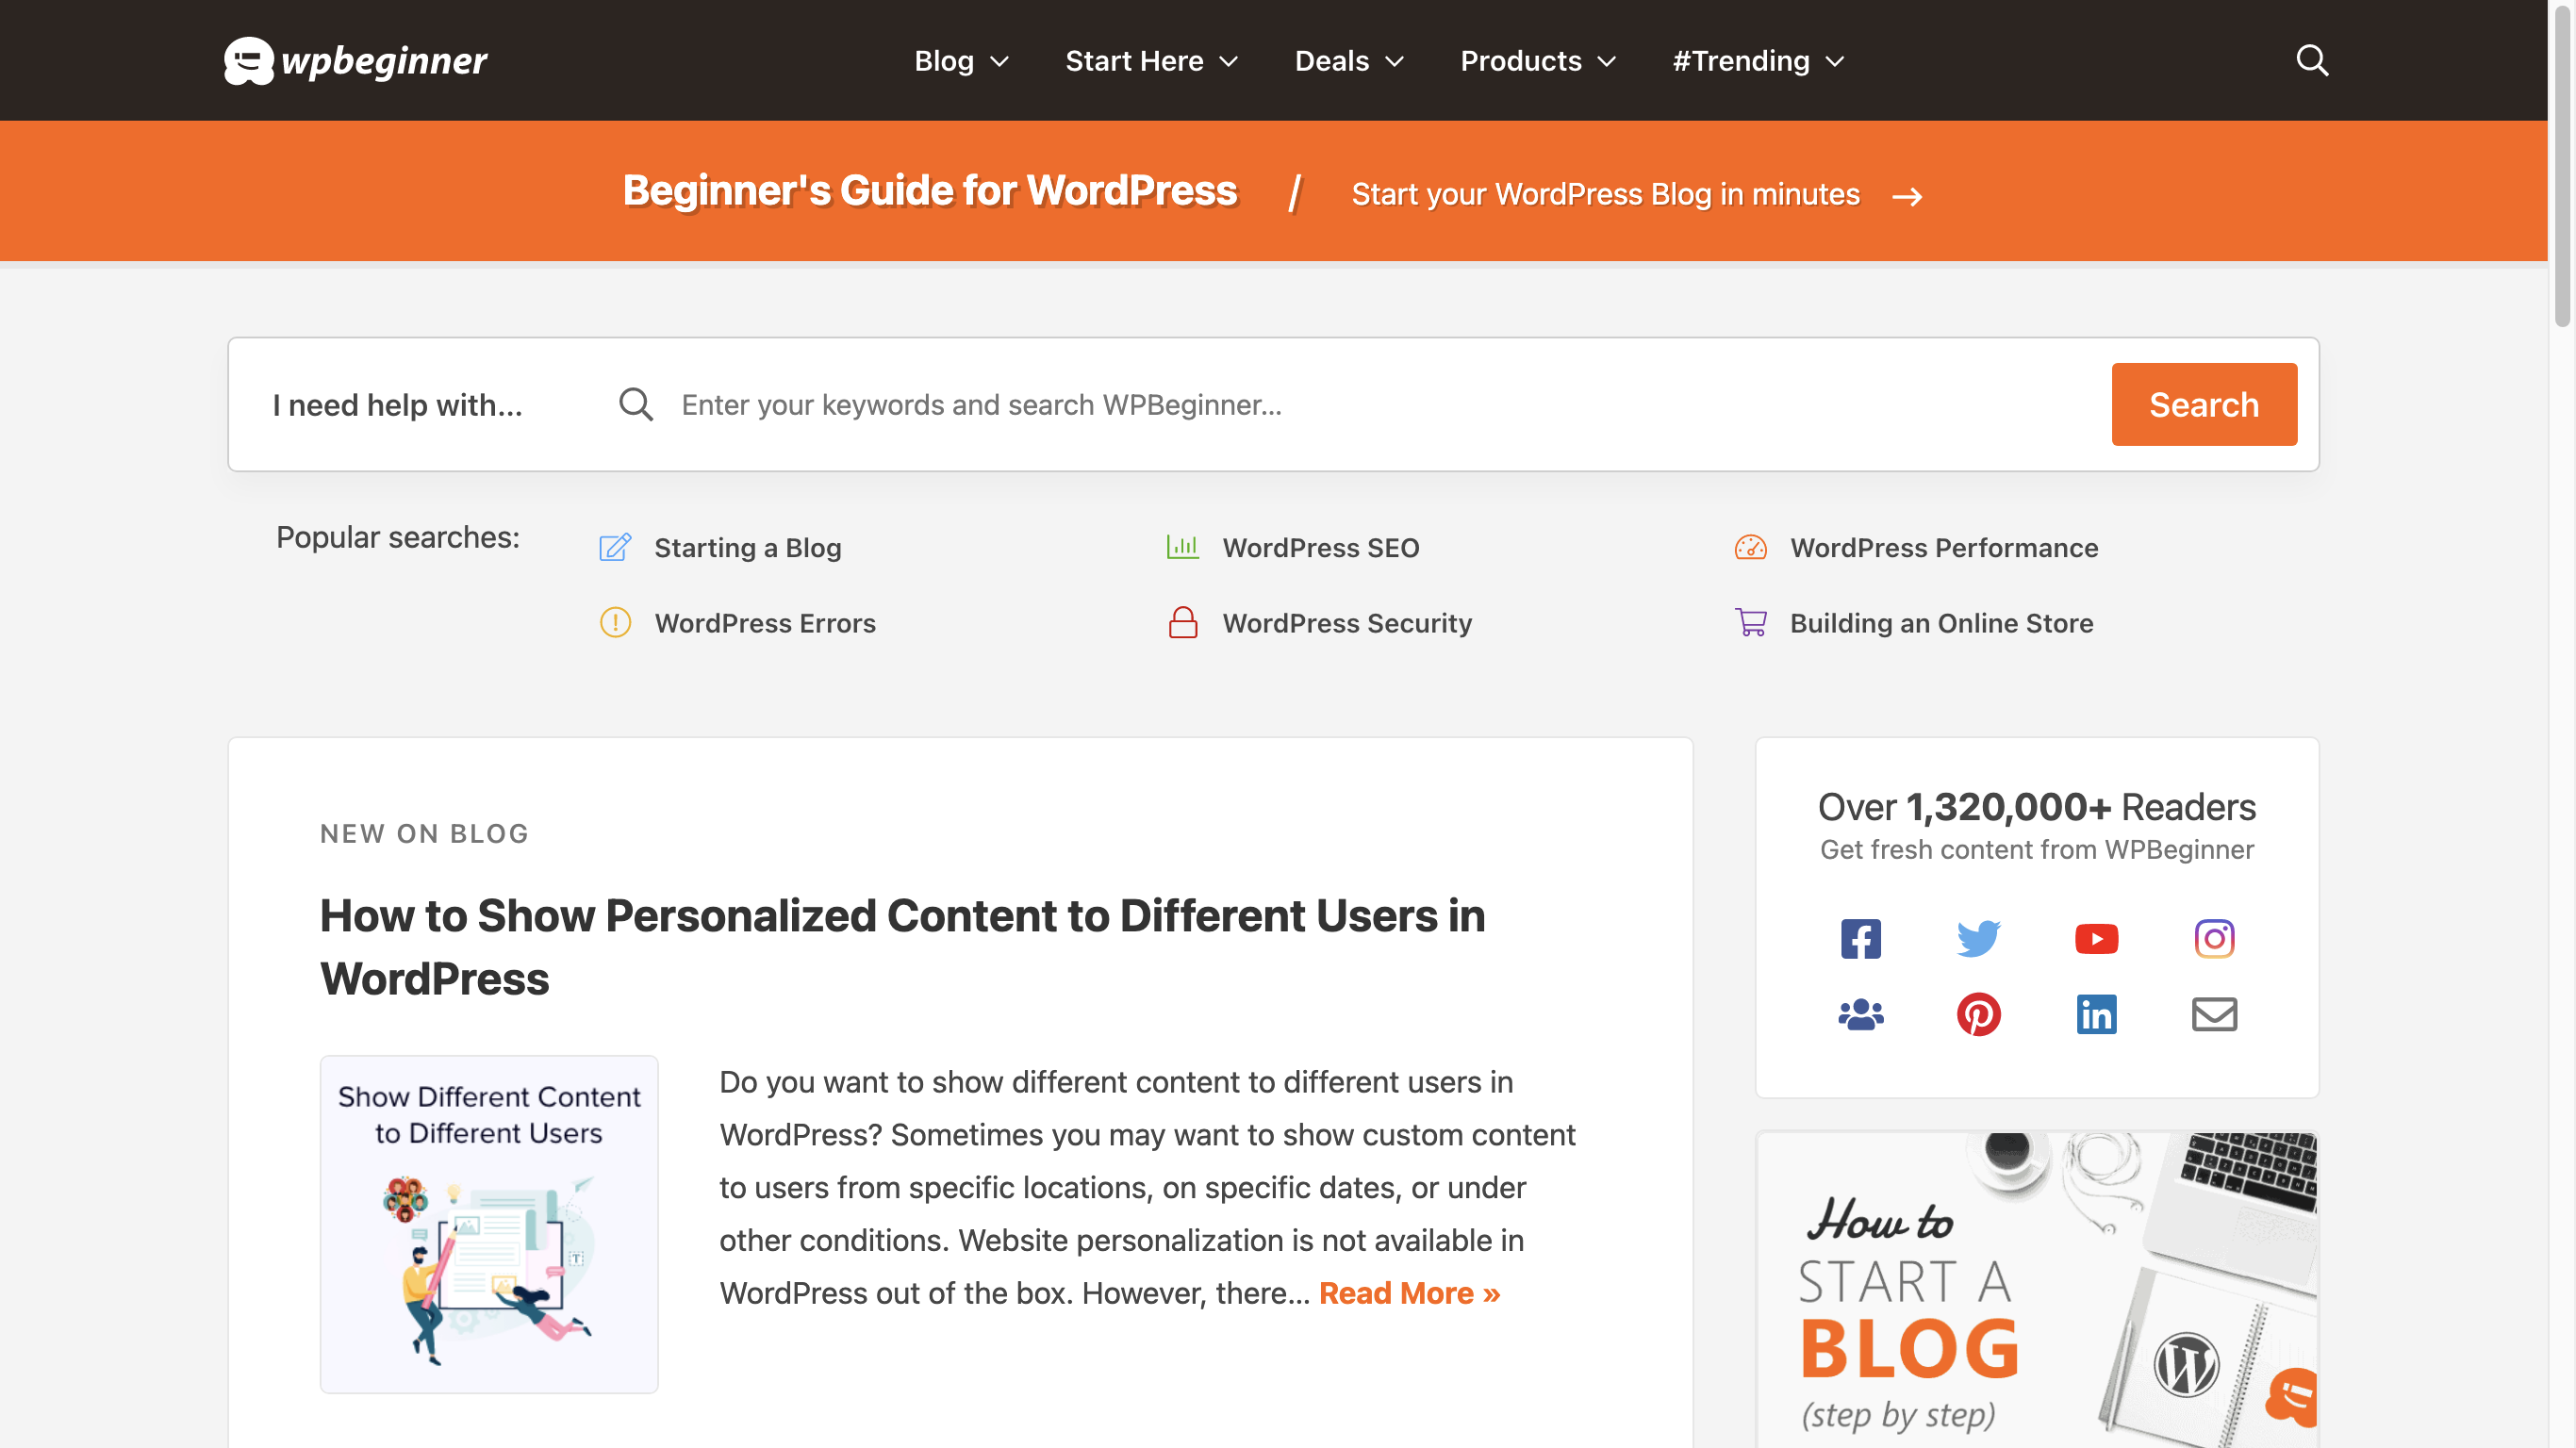 wpbeginner
Blog
Start Here
Deals
Products
#Trending
Beginner's Guide for WordPress / Start your WordPress Blog in minutes →
I need help with...
Enter your keywords and search WPBeginner...
Search
Popular searches:
Starting a Blog
WordPress SEO
WordPress Performance
WordPress Errors
WordPress Security
Building an Online Store
NEW ON BLOG
How to Show Personalized Content to Different Users in
WordPress
Show Different Content
to Different Users
Do you want to show different content to different users in
WordPress? Sometimes you may want to show custom content
to users from specific locations, on specific dates, or under
other conditions. Website personalization is not available in
WordPress out of the box. However, there... Read More »
Over 1,320,000+ Readers
Get fresh content from WPBeginner
How to
START A
BLOG
(step by step)